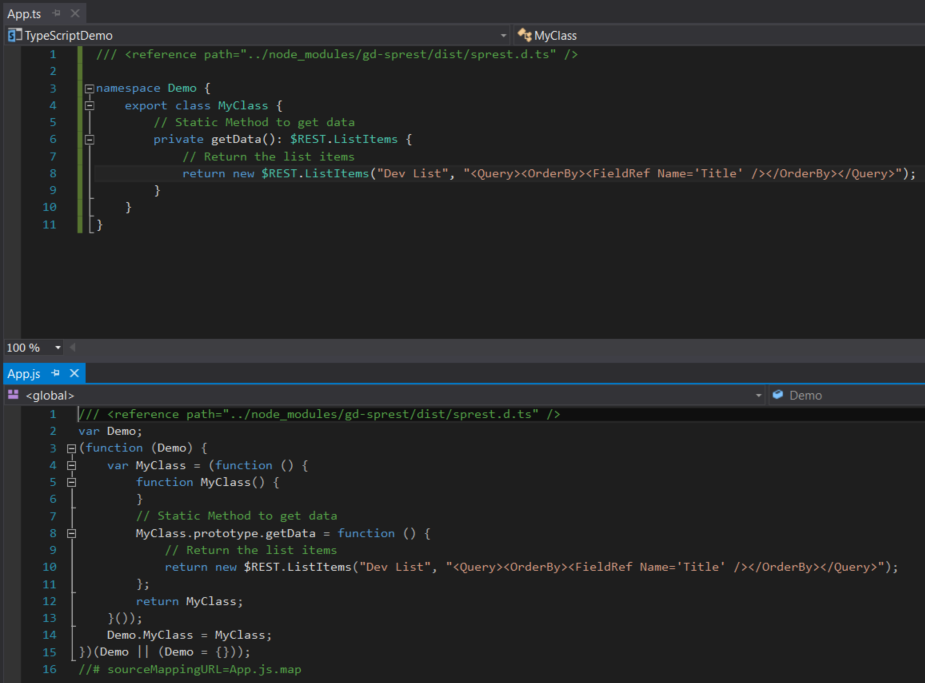 App.ts
TypeScriptDemo MyClass
1 /// <reference path="../node_modules/gd-sprest/dist/sprest.d.ts" />
2
3 namespace Demo {
4     export class MyClass {
5         // Static Method to get data
6         private getData(): $REST.ListItems {
7             // Return the list items
8             return new $REST.ListItems("Dev List", "<Query><OrderBy><FieldRef Name='Title' /></OrderBy></Query>");
9         }
10     }
11 }
100 %
App.js
<global> Demo
1 /// <reference path="../node_modules/gd-sprest/dist/sprest.d.ts" />
2 var Demo;
3 (function (Demo) {
4     var MyClass = (function () {
5         function MyClass() {
6         }
7         // Static Method to get data
8         MyClass.prototype.getData = function () {
9             // Return the list items
10             return new $REST.ListItems("Dev List", "<Query><OrderBy><FieldRef Name='Title' /></OrderBy></Query>");
11         };
12         return MyClass;
13     }());
14     Demo.MyClass = MyClass;
15 })(Demo || (Demo = {}));
16 //# sourceMappingURL=App.js.map